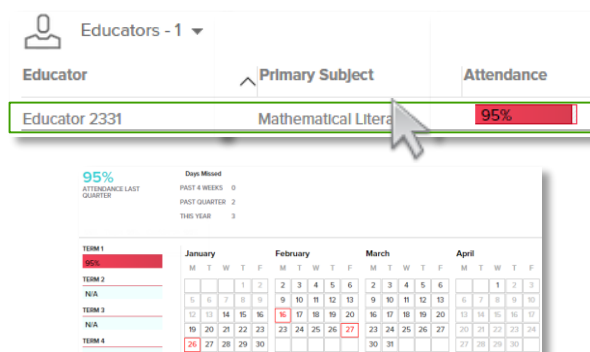 Educators - 1
Educator Primary Subject Attendance
Educator 2331 Mathematical Litera 95%
95% Days Missed
ATTENDANCE LAST QUARTER
PAST 4 WEEKS 0
PAST QUARTER 2
THIS YEAR 3
TERM 1
95%
TERM 2
N/A
TERM 3
N/A
TERM 4
January February March April
M T W T F M T W T F M T W T F M T W T F
1 2 2 3 4 5 6 2 3 4 5 6 1 2 3
5 6 7 8 9 9 10 11 12 13 9 10 11 12 13 6 7 8 9 10
12 13 14 15 16 16 17 18 19 20 16 17 18 19 20 13 14 15 16 17
19 20 21 22 23 23 24 25 26 27 23 24 25 26 27 20 21 22 23 24
26 27 28 29 30 30 31 27 28 29 30